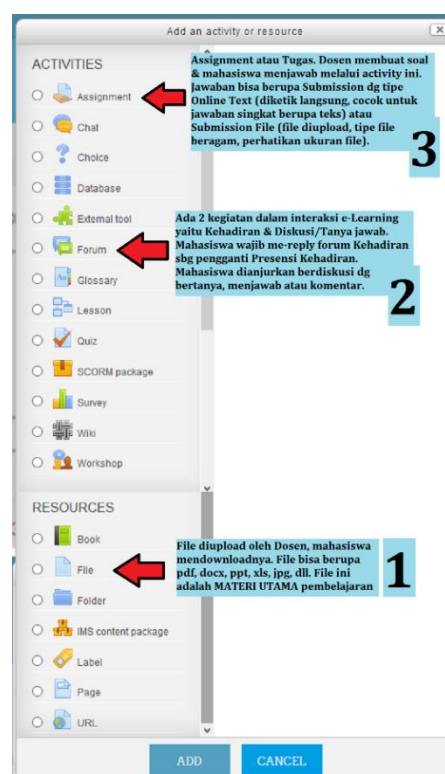 Add an activity or resource
ACTIVITIES
Assignment
Chat
Choice
Database
External tool
Forum
Glossary
Lesson
Quiz
SCORM package
Survey
Wiki
Workshop
Assignment atau Tugas. Dosen membuat soal
& mahasiswa menjawab melalui activity ini.
Jawaban bisa berupa Submission dg tipe
Online Text (diketik langsung, cocok untuk
jawaban singkat berupa teks) atau
Submission File (file diupload, tipe file
beragam, perhatikan ukuran file).
3
Ada 2 kegiatan dalam interaksi e-Learning
yaitu Kehadiran & Diskusi/Tanya jawab.
Mahasiswa wajib me-reply forum Kehadiran
sbg pengganti Presensi Kehadiran.
Mahasiswa dianjurkan berdiskusi dg
bertanya, menjawab atau komentar.
2
RESOURCES
Book
File
Folder
IMS content package
Label
Page
URL
File diupload oleh Dosen, mahasiswa
mendownloadnya. File bisa berupa
pdf, docx, ppt, xls, jpg, dll. File ini
adalah MATERI UTAMA pembelajaran
1
ADD
CANCEL